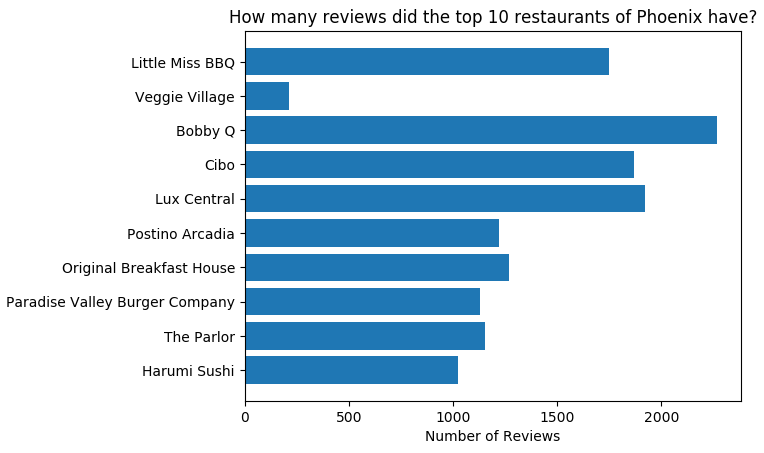 How many reviews did the top 10 restaurants of Phoenix have?
Little Miss BBQ
Veggie Village
Bobby Q
Cibo
Lux Central
Postino Arcadia
Original Breakfast House
Paradise Valley Burger Company
The Parlor
Harumi Sushi
0 500 1000 1500 2000
Number of Reviews